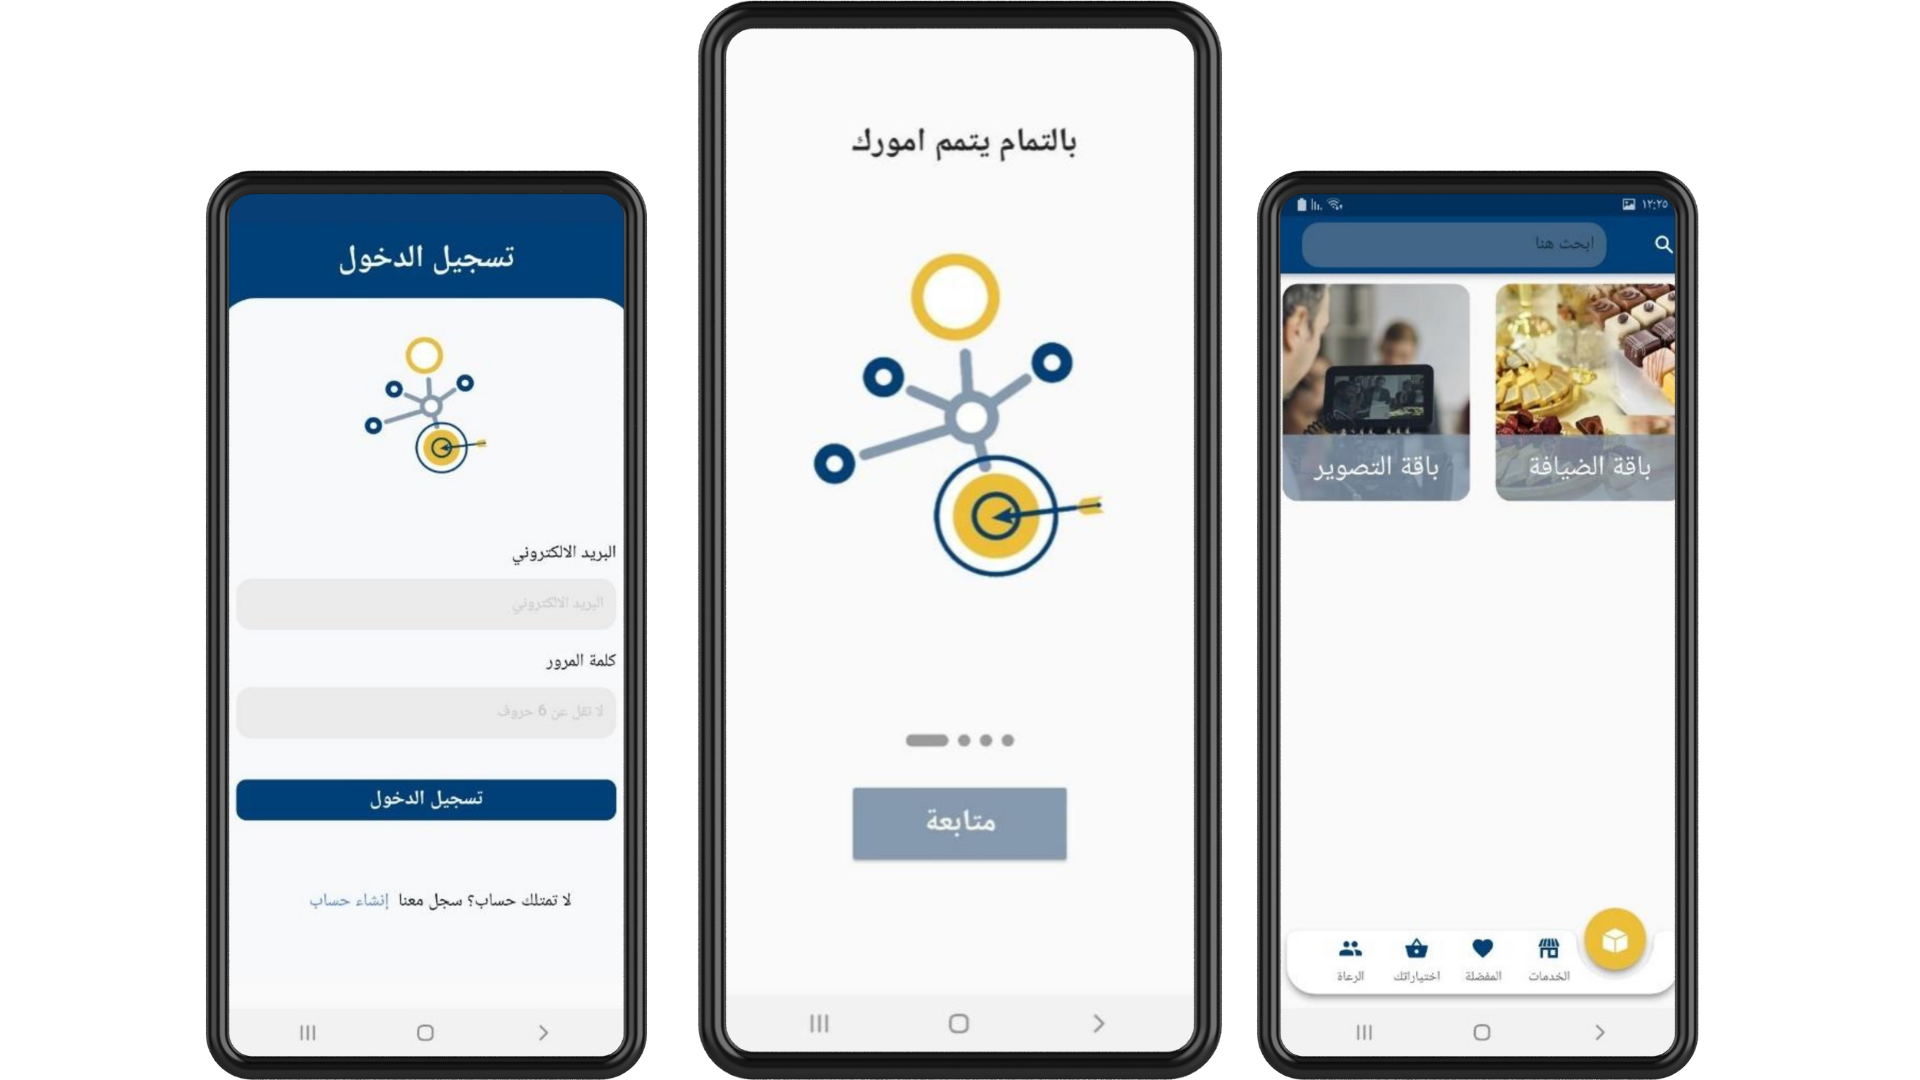 تسجيل الدخول
البريد الالكتروني
البريد الالكتروني
كلمة المرور
لا تقل عن 6 حروف
تسجيل الدخول
لا تمتلك حساب؟ سجل معنا إنشاء حساب
بالتمام يتمم امورك
متابعة
١٢:٢٥
ابحث هنا
باقة الضيافة
باقة التصوير
الخدمات
المفضلة
اختياراتك
الرعاة